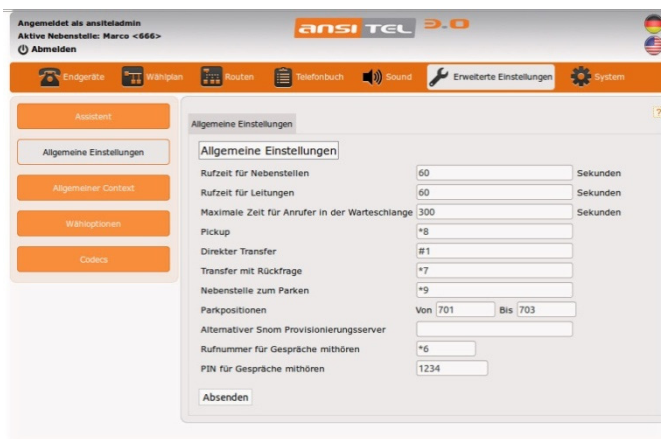 Angemeldet als ansiteladmin
Aktive Nebenstelle: Marco <666>
Abmelden
ansiTEL 3.0
Endgeräte Wählplan Routen Telefonbuch Sound Erweiterte Einstellungen System
Assistent
Allgemeine Einstellungen
Allgemeiner Context
Wähloptionen
Codecs
?
Allgemeine Einstellungen
Allgemeine Einstellungen
Rufzeit für Nebenstellen 60 Sekunden
Rufzeit für Leitungen 60 Sekunden
Maximale Zeit für Anrufer in der Warteschlange 300 Sekunden
Pickup *8
Direkter Transfer #1
Transfer mit Rückfrage *7
Nebenstelle zum Parken *9
Parkpositionen Von 701 Bis 703
Alternativer Snom Provisionierungsserver
Rufnummer für Gespräche mithören *6
PIN für Gespräche mithören 1234
Absenden